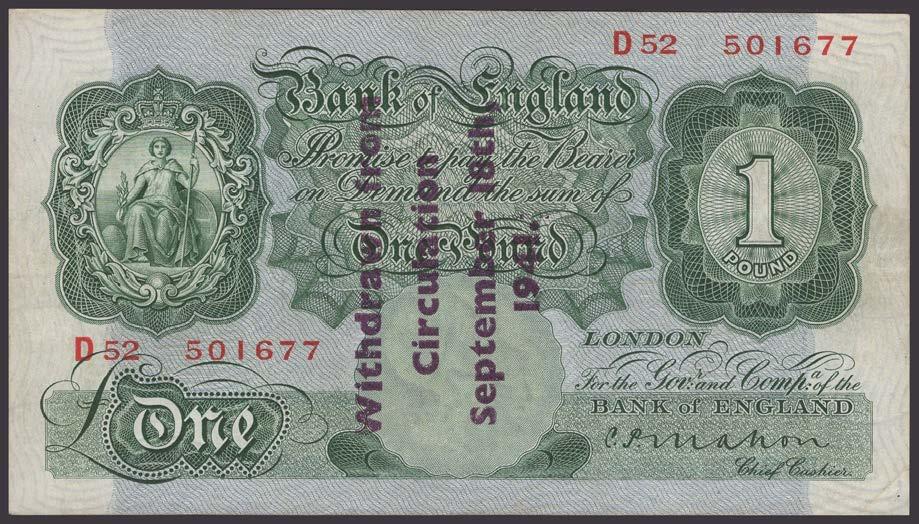 D52 501677
Bank of England
Promise to pay the Bearer
on Demand the sum of
One Pound
1
POUND
Withdrawn from
Circulation
September 18th,
1941.
D52 501677
LONDON
For the Gov:r and Comp:a of the
BANK of ENGLAND
£ One
C. P. Mahon
Chief Cashier.